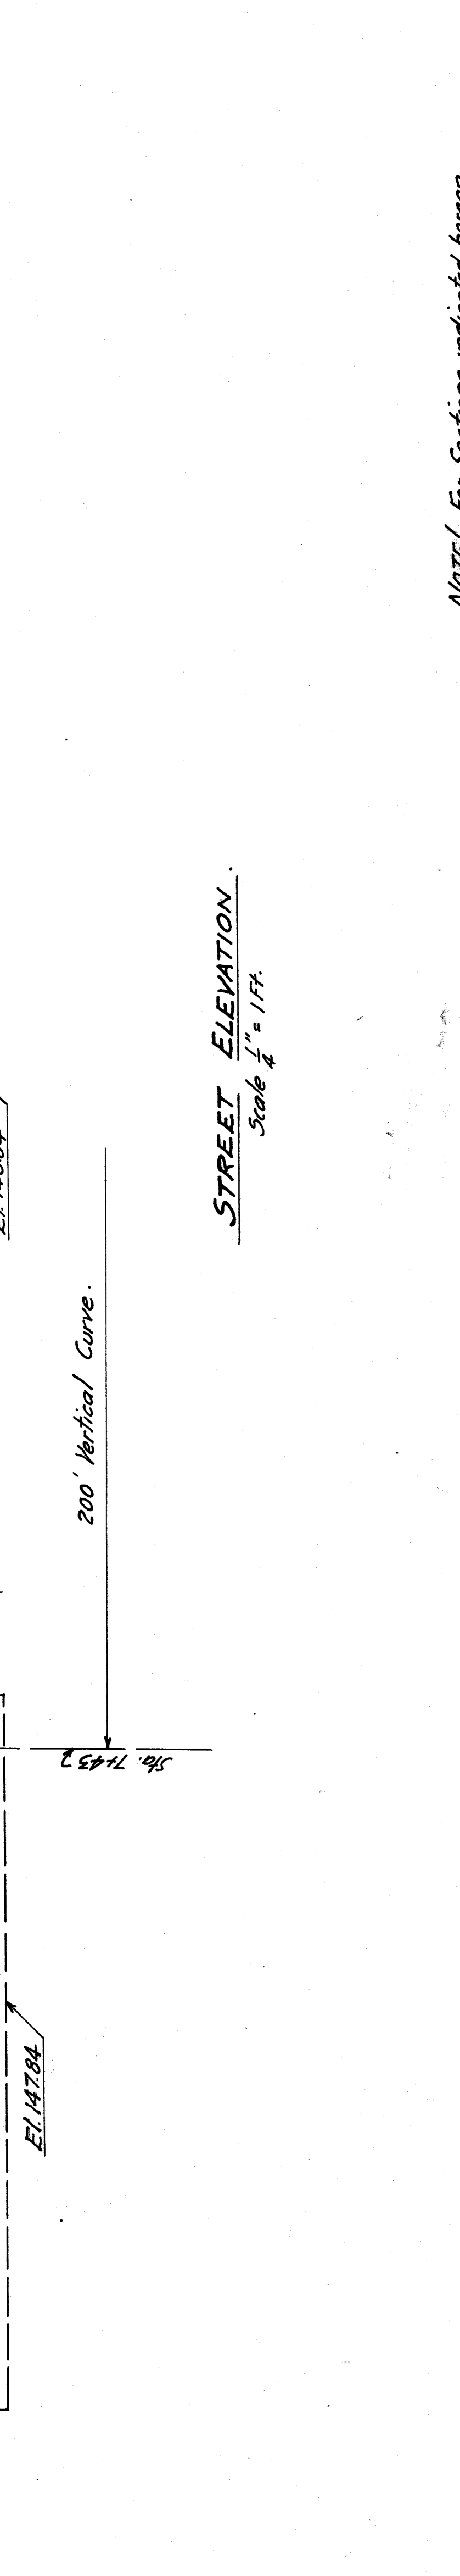 200' Vertical Curve.
Sta. 7+43
El. 147.84
STREET ELEVATION.
Scale 1/4" = 1 Ft.
NOTE! For Sections indicated hereon